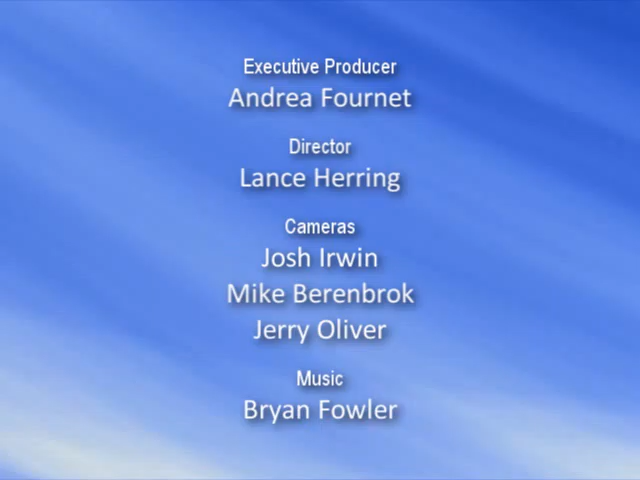 Executive Producer
Andrea Fournet
Director
Lance Herring
Cameras
Josh Irwin
Mike Berenbrok
Jerry Oliver
Music
Bryan Fowler